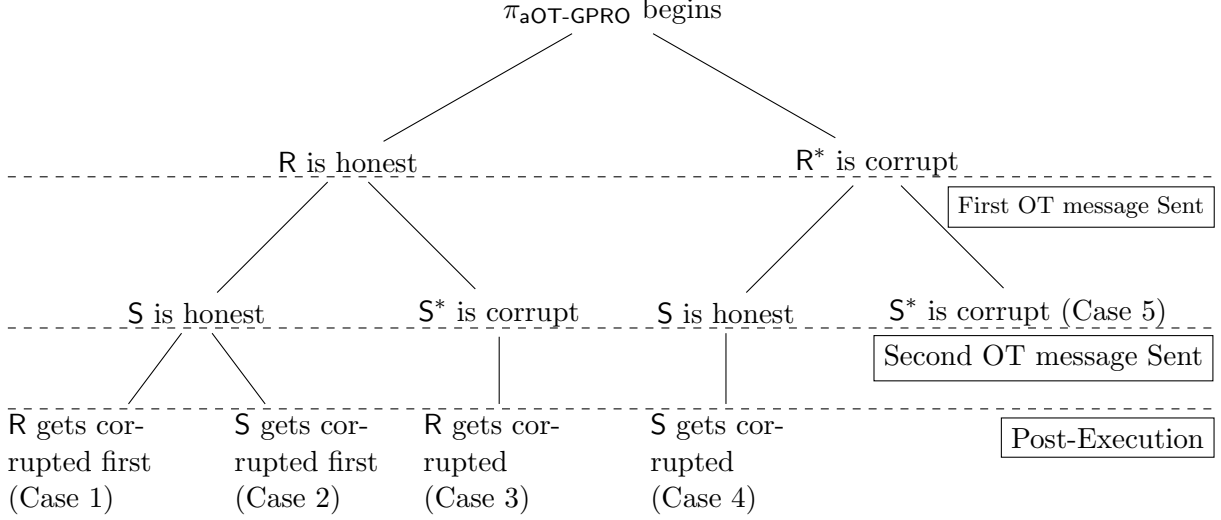 π_aOT-GPRO begins
R is honest
R* is corrupt
First OT message Sent
S is honest
S* is corrupt
S is honest
S* is corrupt (Case 5)
Second OT message Sent
R gets cor-
rupted first
(Case 1)
S gets cor-
rupted first
(Case 2)
R gets cor-
rupted
(Case 3)
S gets cor-
rupted
(Case 4)
Post-Execution